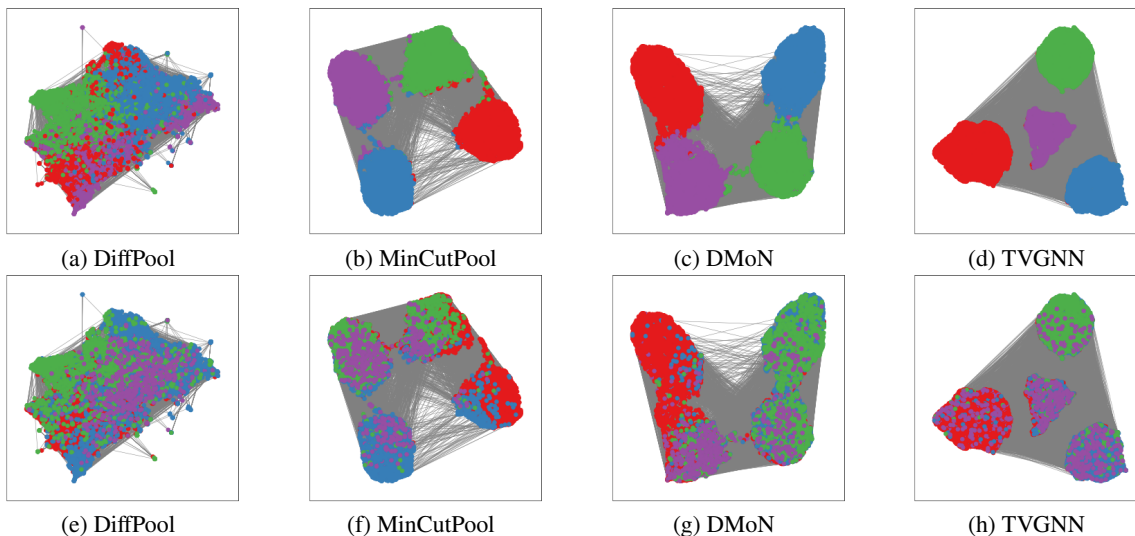 (a) DiffPool (b) MinCutPool (c) DMoN (d) TVGNN
(e) DiffPool (f) MinCutPool (g) DMoN (h) TVGNN